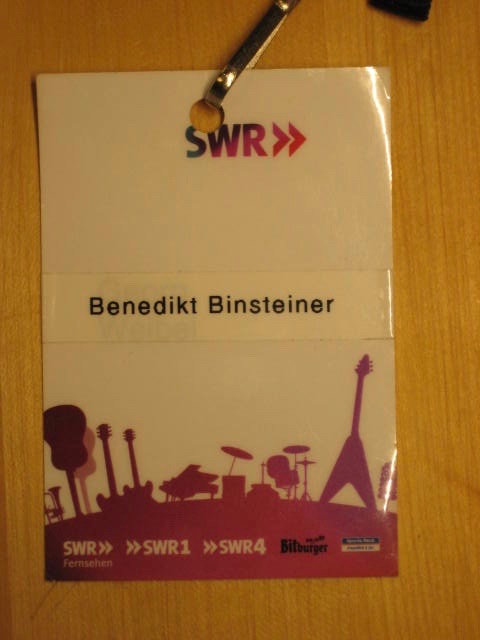 SWR»
Benedikt Binsteiner
SWR» »SWR1 »SWR4 Bitburger
Fernsehen